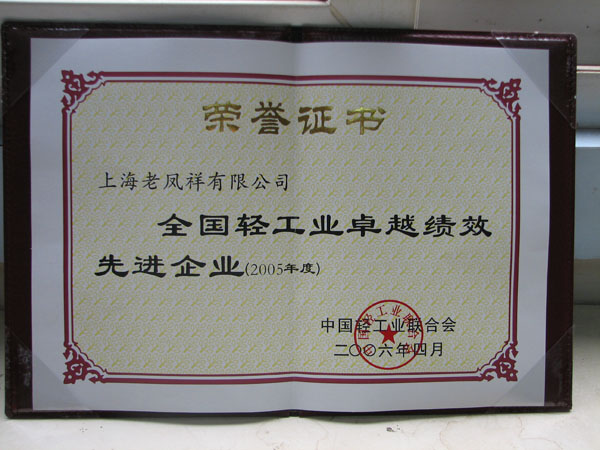 荣誉证书
上海老凤祥有限公司
全国轻工业卓越绩效
先进企业(2005年度)
中国轻工业联合会
二〇〇六年四月